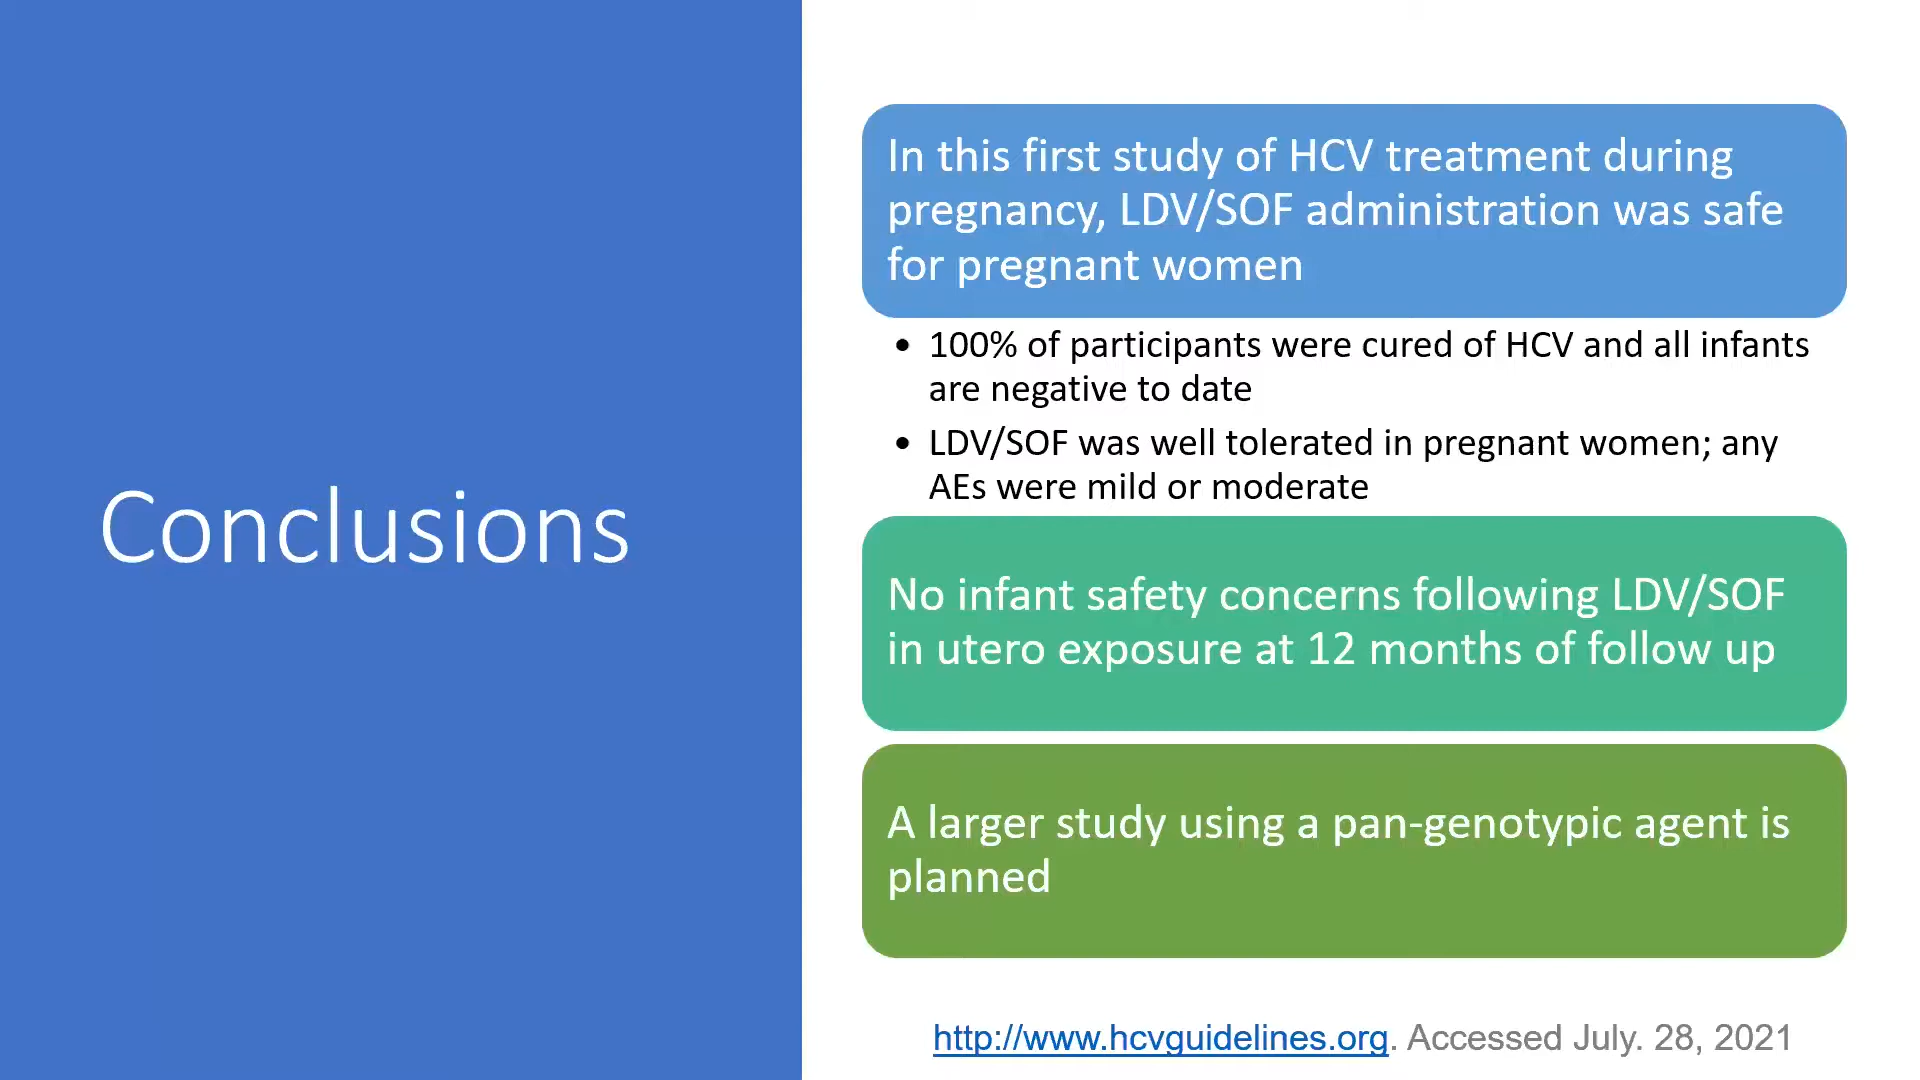 Conclusions
In this first study of HCV treatment during
pregnancy, LDV/SOF administration was safe
for pregnant women
• 100% of participants were cured of HCV and all infants
are negative to date
• LDV/SOF was well tolerated in pregnant women; any
AEs were mild or moderate
No infant safety concerns following LDV/SOF
in utero exposure at 12 months of follow up
A larger study using a pan-genotypic agent is
planned
http://www.hcvguidelines.org. Accessed July. 28, 2021